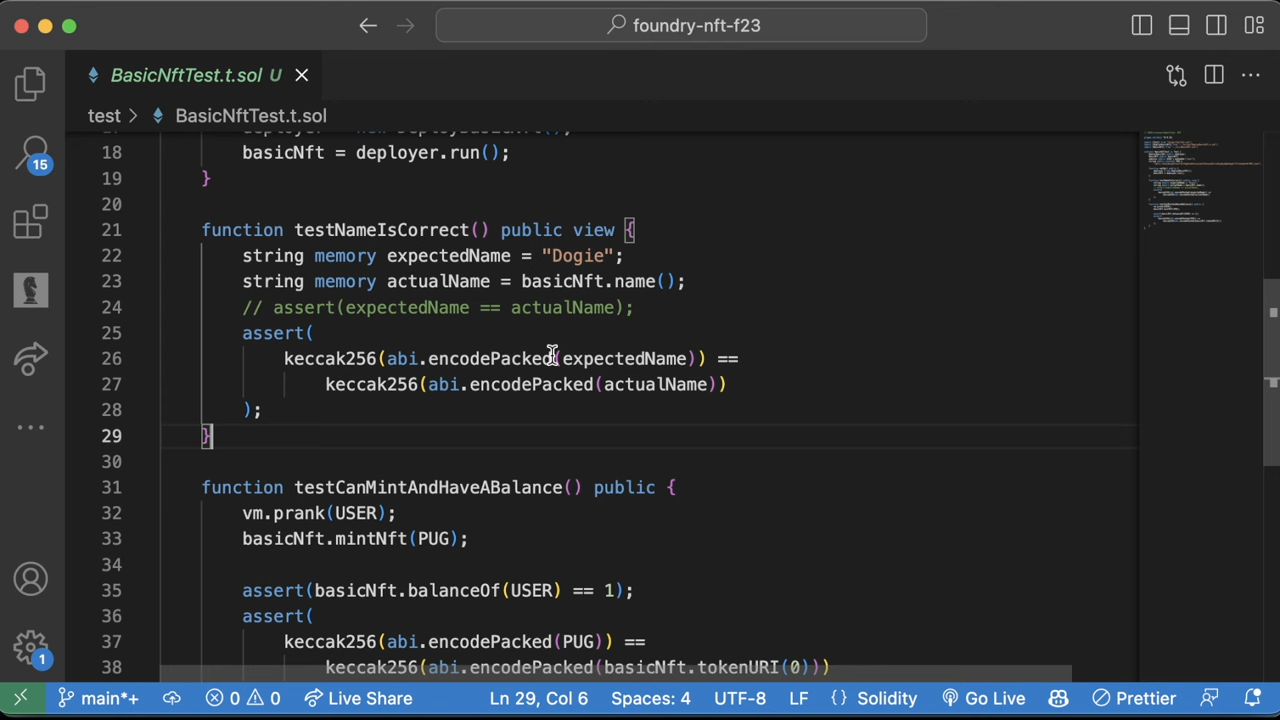 foundry-nft-f23
BasicNftTest.t.sol U
test > BasicNftTest.t.sol
15
18 basicNft = deployer.run();
19 }
20
21 function testNameIsCorrect() public view {
22 string memory expectedName = "Dogie";
23 string memory actualName = basicNft.name();
24 // assert(expectedName == actualName);
25 assert(
26 keccak256(abi.encodePacked(expectedName)) ==
27 keccak256(abi.encodePacked(actualName))
28 );
29 }
30
31 function testCanMintAndHaveABalance() public {
32 vm.prank(USER);
33 basicNft.mintNft(PUG);
34
35 assert(basicNft.balanceOf(USER) == 1);
36 assert(
37 keccak256(abi.encodePacked(PUG)) ==
38 keccak256(abi.encodePacked(basicNft.tokenURI(0)))
1
main*+ 0 0 Live Share Ln 29, Col 6 Spaces: 4 UTF-8 LF {} Solidity Go Live Prettier